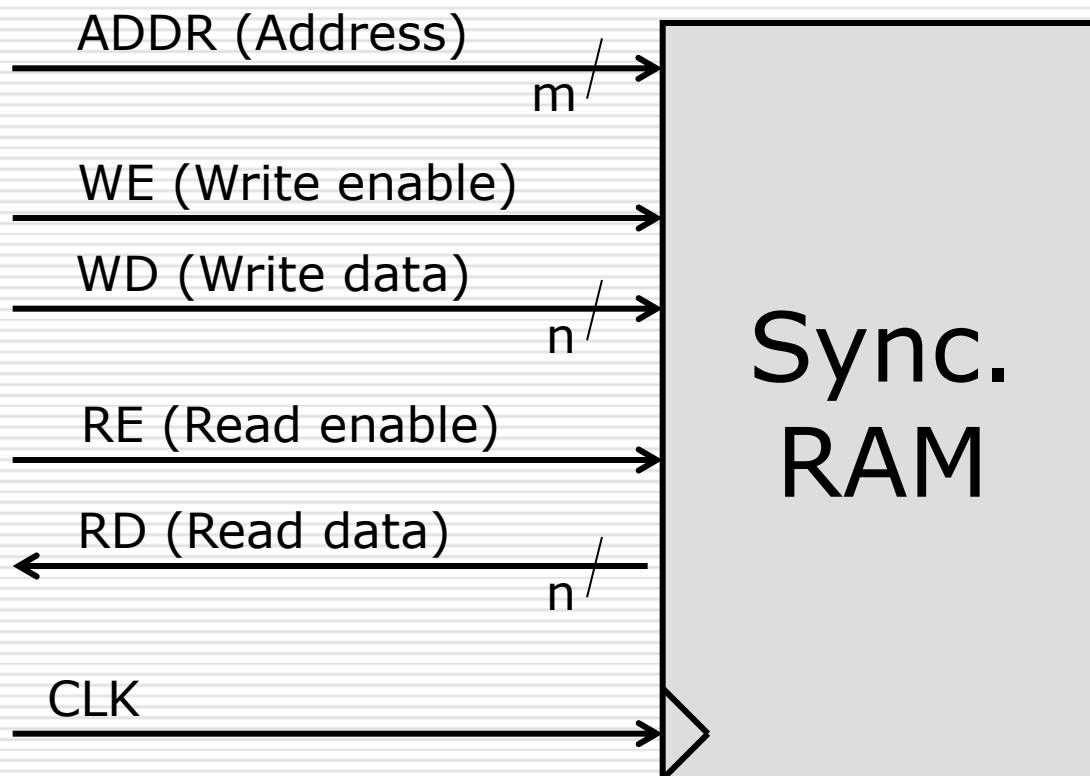 ADDR (Address)
m
WE (Write enable)
WD (Write data)
n
RE (Read enable)
RD (Read data)
n
CLK
Sync.
RAM